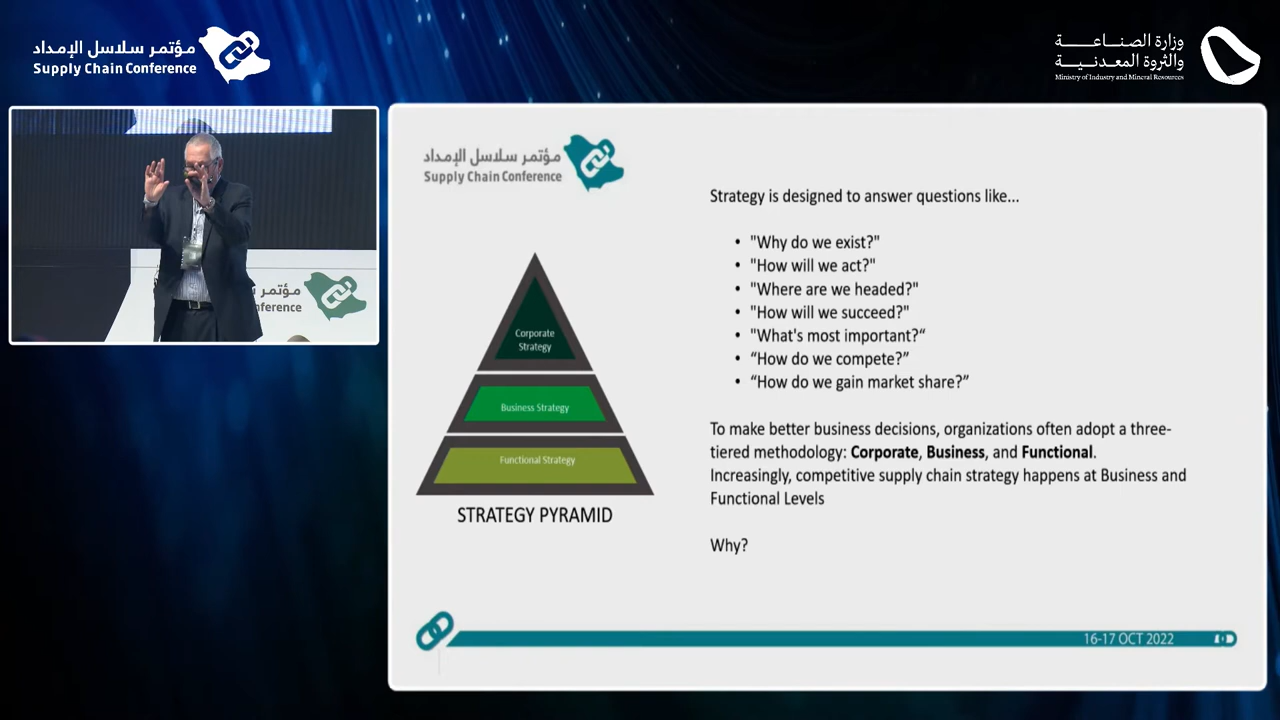 مؤتمر سلاسل الإمداد
Supply Chain Conference
وزارة الصناعـــة
والثروة المعدنيـــة
Ministry of Industry and Mineral Resources
مؤتمر
ference
مؤتمر سلاسل الإمداد
Supply Chain Conference
Corporate
Strategy
Business Strategy
Functional Strategy
STRATEGY PYRAMID
Strategy is designed to answer questions like...
• "Why do we exist?"
• "How will we act?"
• "Where are we headed?"
• "How will we succeed?"
• "What's most important?“
• “How do we compete?”
• “How do we gain market share?”
To make better business decisions, organizations often adopt a three-
tiered methodology: Corporate, Business, and Functional.
Increasingly, competitive supply chain strategy happens at Business and
Functional Levels
Why?
16-17 OCT 2022